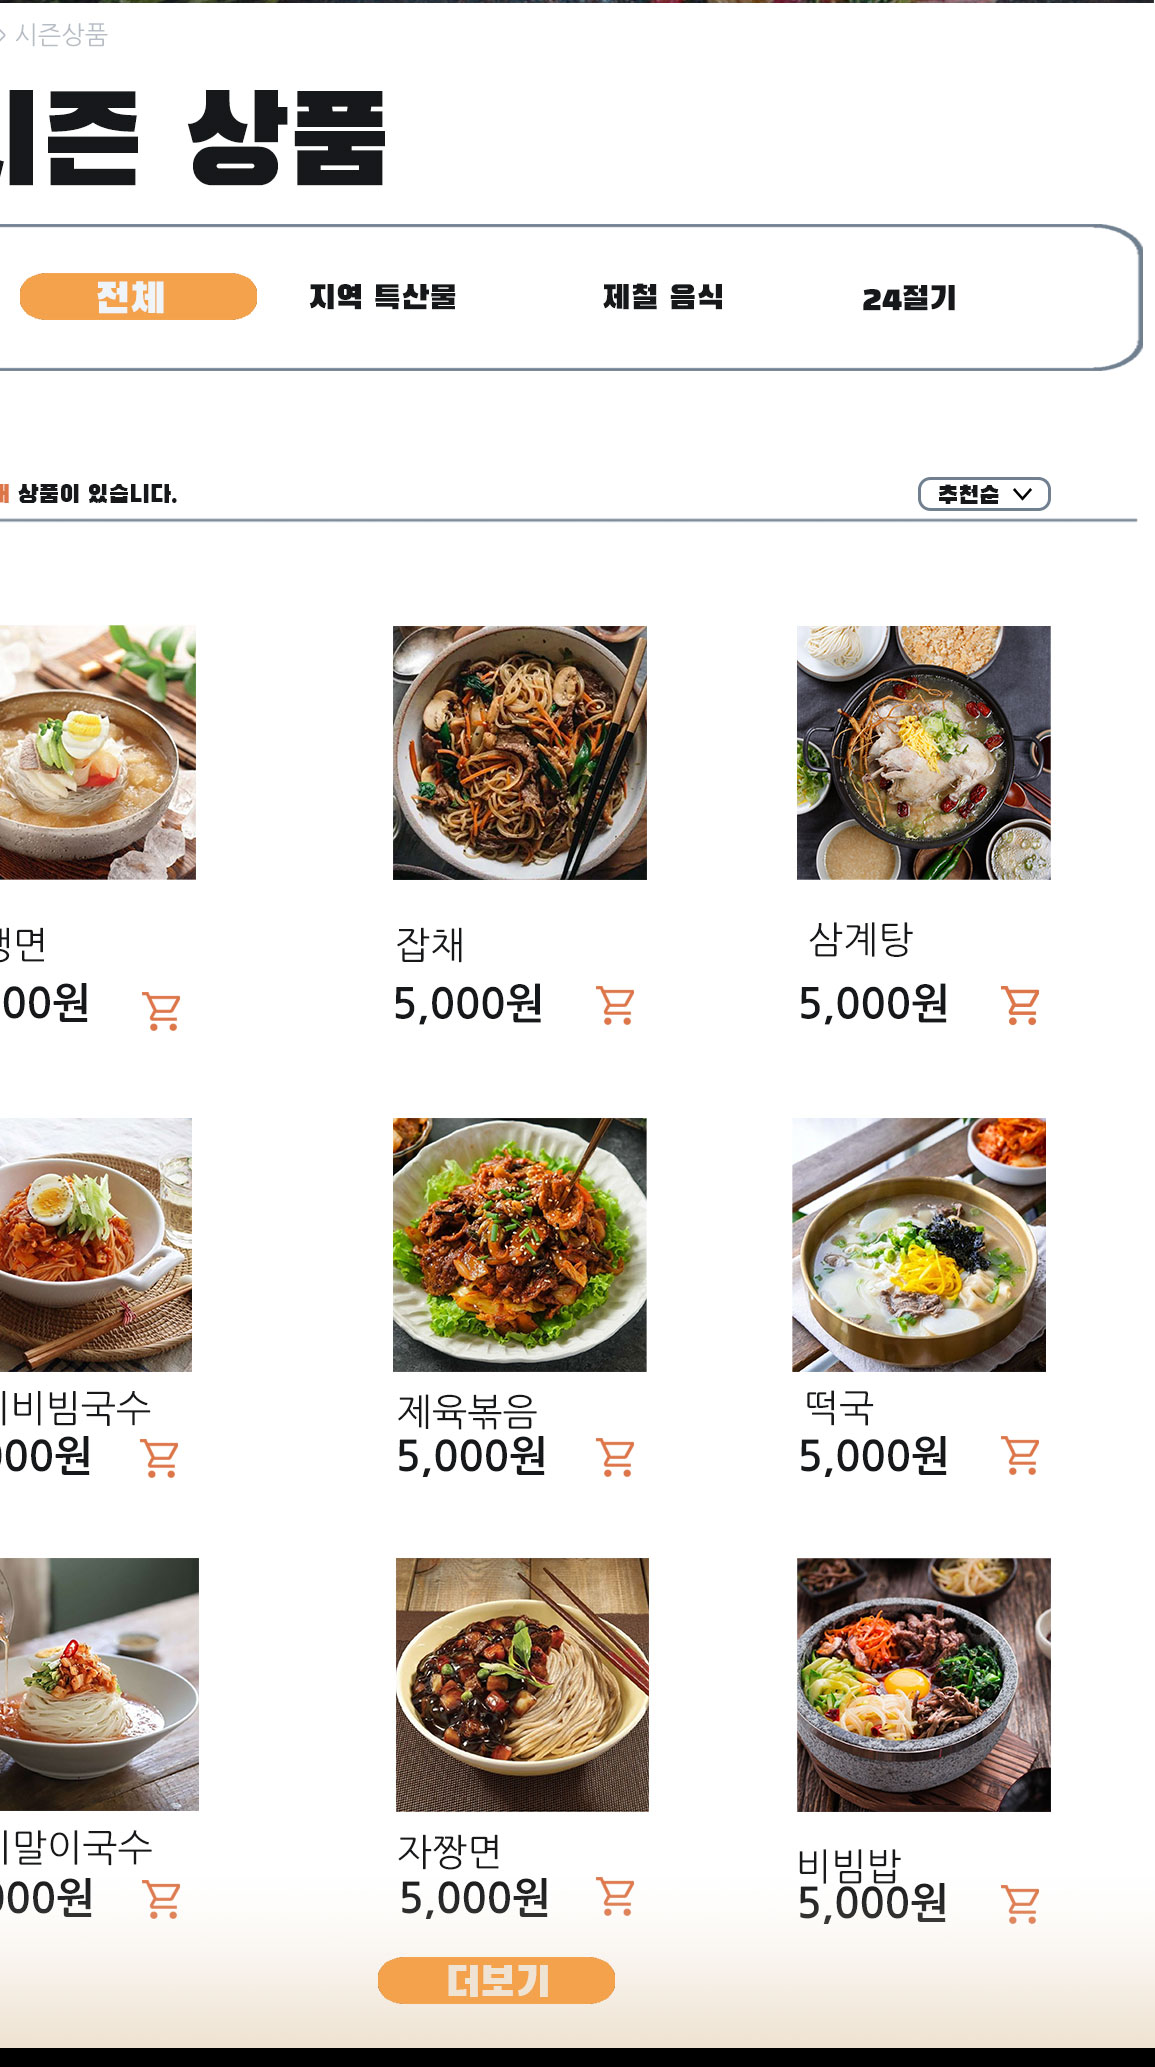 > 시즌상품
시즌 상품
전체 지역 특산물 제철 음식 24절기
상품이 있습니다.
추천순
냉면 잡채 삼계탕
00원 5,000원 5,000원
비빔국수 제육볶음 떡국
000원 5,000원 5,000원
말이국수 자짱면 비빔밥
000원 5,000원 5,000원
더보기